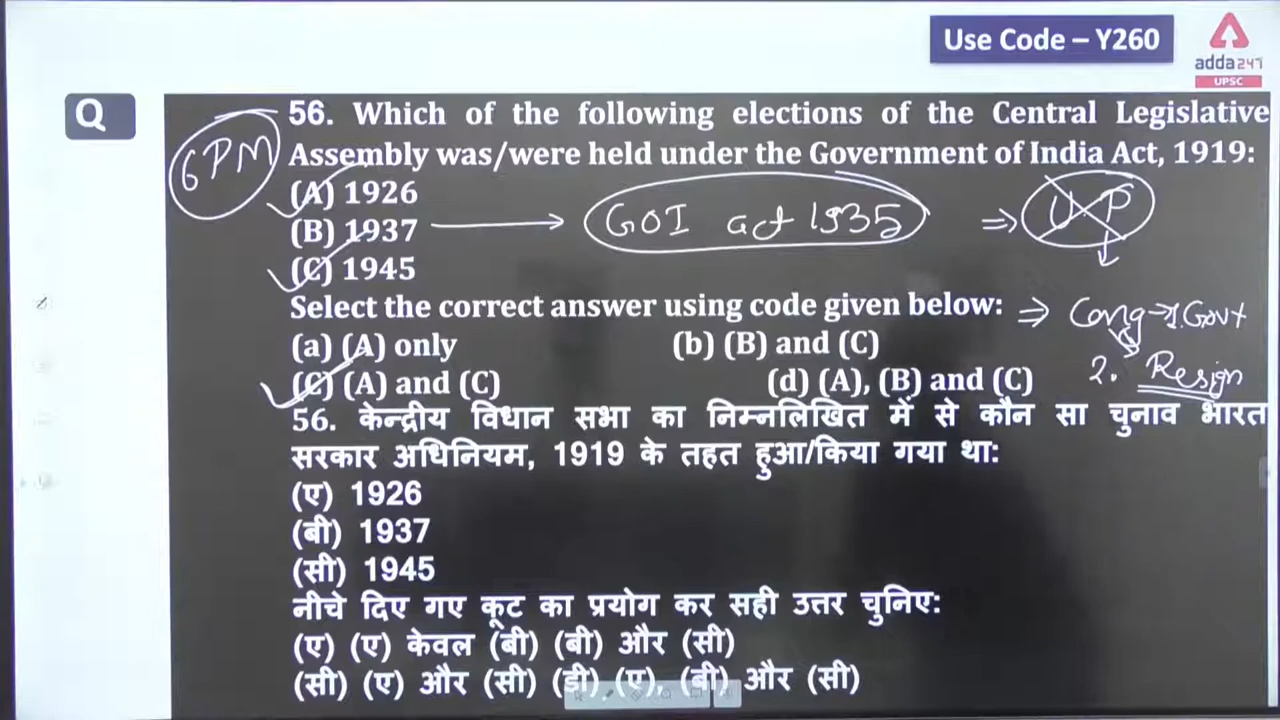 Use Code – Y260
adda247
UPSC
Q
6 PM
56. Which of the following elections of the Central Legislative
Assembly was/were held under the Government of India Act, 1919:
(A) 1926
(B) 1937 → GOI act 1935 ⇒ UP
(C) 1945
Select the correct answer using code given below: ⇒ Cong → 1. Govt
(a) (A) only (b) (B) and (C)
2. Resign
(C) (A) and (C) (d) (A), (B) and (C)
56. केन्द्रीय विधान सभा का निम्नलिखित में से कौन सा चुनाव भारत
सरकार अधिनियम, 1919 के तहत हुआ/किया गया था:
(ए) 1926
(बी) 1937
(सी) 1945
नीचे दिए गए कूट का प्रयोग कर सही उत्तर चुनिए:
(ए) (ए) केवल (बी) (बी) और (सी)
(सी) (ए) और (सी) (डी) (ए), (बी) और (सी)